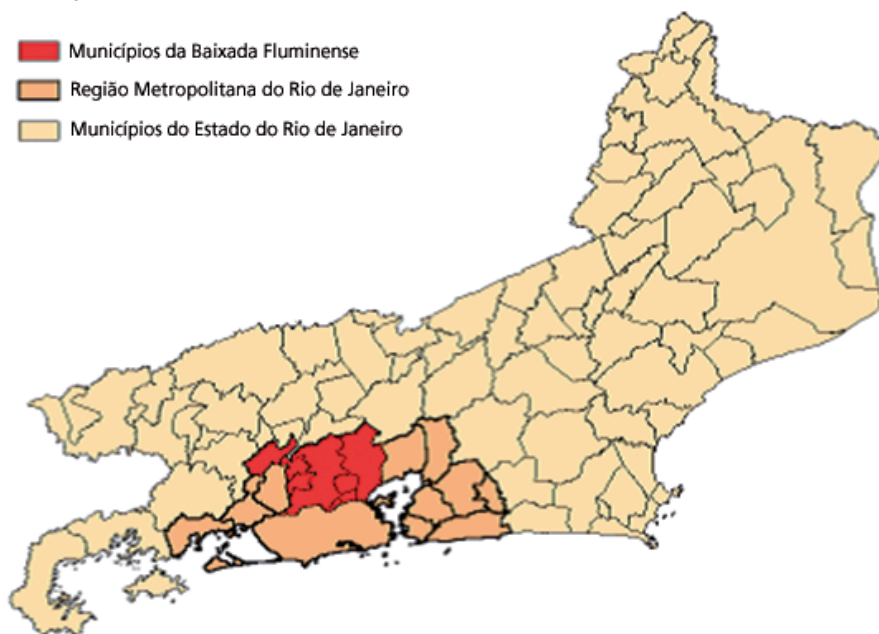 Municípios da Baixada Fluminense
Região Metropolitana do Rio de Janeiro
Municípios do Estado do Rio de Janeiro